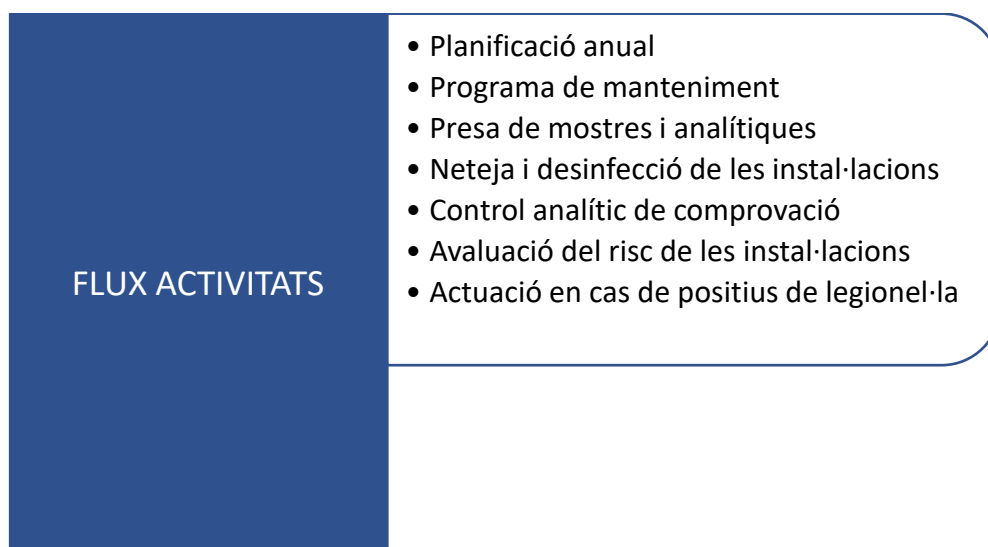 FLUX ACTIVITATS
• Planificació anual
• Programa de manteniment
• Presa de mostres i analítiques
• Neteja i desinfecció de les instal·lacions
• Control analític de comprovació
• Avaluació del risc de les instal·lacions
• Actuació en cas de positius de legionel·la